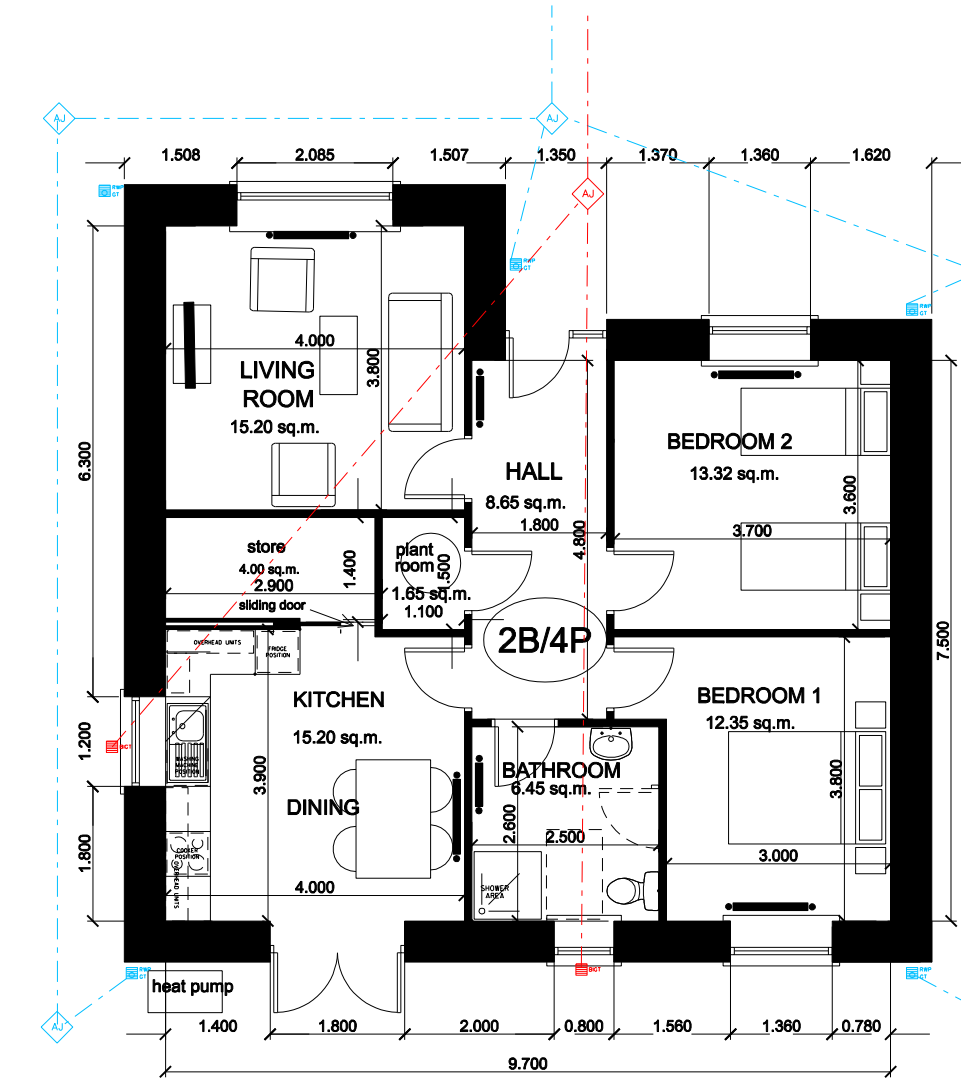 AJ
AJ
1.508
2.085
1.507
1.350
1.370
1.360
1.620
RWP
GT
AJ
RWP
GT
RWP
GT
4.000
3.800
LIVING
ROOM
15.20 sq.m.
6.300
HALL
8.65 sq.m.
1.800
4.800
BEDROOM 2
13.32 sq.m.
3.600
3.700
store
4.00 sq.m.
2.900
1.400
sliding door
plant
room
1.500
1.65 sq.m.
1.100
2B/4P
7.500
OVERHEAD UNITS
FRIDGE
POSITION
KITCHEN
15.20 sq.m.
BEDROOM 1
12.35 sq.m.
1.200
BIGT
WASHING
MACHINE
POSITION
3.900
DINING
BATHROOM
6.45 sq.m.
2.600
2.500
3.800
3.000
1.800
COOKER
POSITION
OVERHEAD UNITS
4.000
SHOWER
AREA
RWP
GT
BIGT
RWP
GT
heat pump
AJ
1.400
1.800
2.000
0.800
1.560
1.360
0.780
9.700